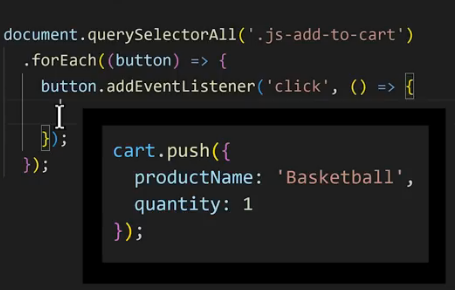 document.querySelectorAll('.js-add-to-cart')
  .forEach((button) => {
    button.addEventListener('click', () => {
    });
  });
cart.push({
  productName: 'Basketball',
  quantity: 1
});